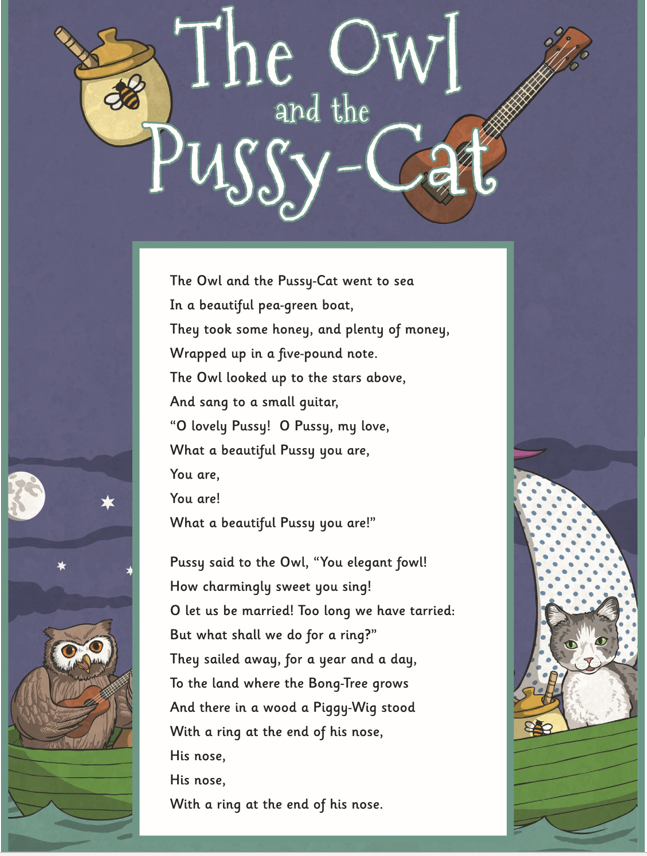 The Owl
and the
Pussy-Cat
The Owl and the Pussy-Cat went to sea
In a beautiful pea-green boat,
They took some honey, and plenty of money,
Wrapped up in a five-pound note.
The Owl looked up to the stars above,
And sang to a small guitar,
“O lovely Pussy!  O Pussy, my love,
What a beautiful Pussy you are,
You are,
You are!
What a beautiful Pussy you are!”
Pussy said to the Owl, “You elegant fowl!
How charmingly sweet you sing!
O let us be married! Too long we have tarried:
But what shall we do for a ring?”
They sailed away, for a year and a day,
To the land where the Bong-Tree grows
And there in a wood a Piggy-Wig stood
With a ring at the end of his nose,
His nose,
His nose,
With a ring at the end of his nose.